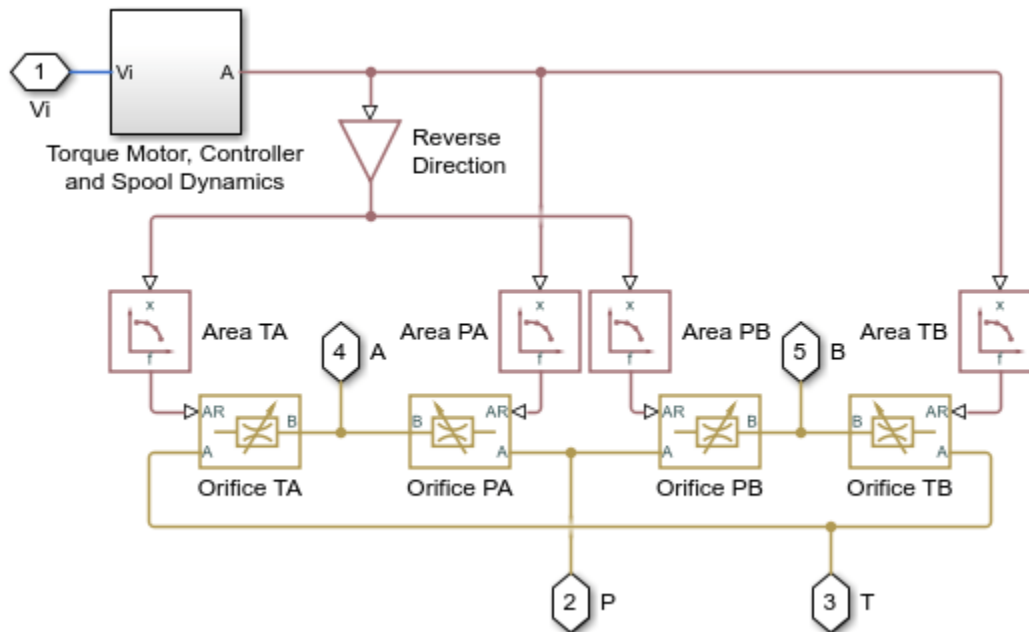 1
Vi
A
Vi
Torque Motor, Controller
and Spool Dynamics
Reverse
Direction
x
f
Area TA
4
A
Area PA
x
f
x
f
Area PB
5
B
Area TB
x
f
AR
B
A
Orifice TA
B
AR
A
Orifice PA
AR
B
A
Orifice PB
B
AR
A
Orifice TB
2
P
3
T